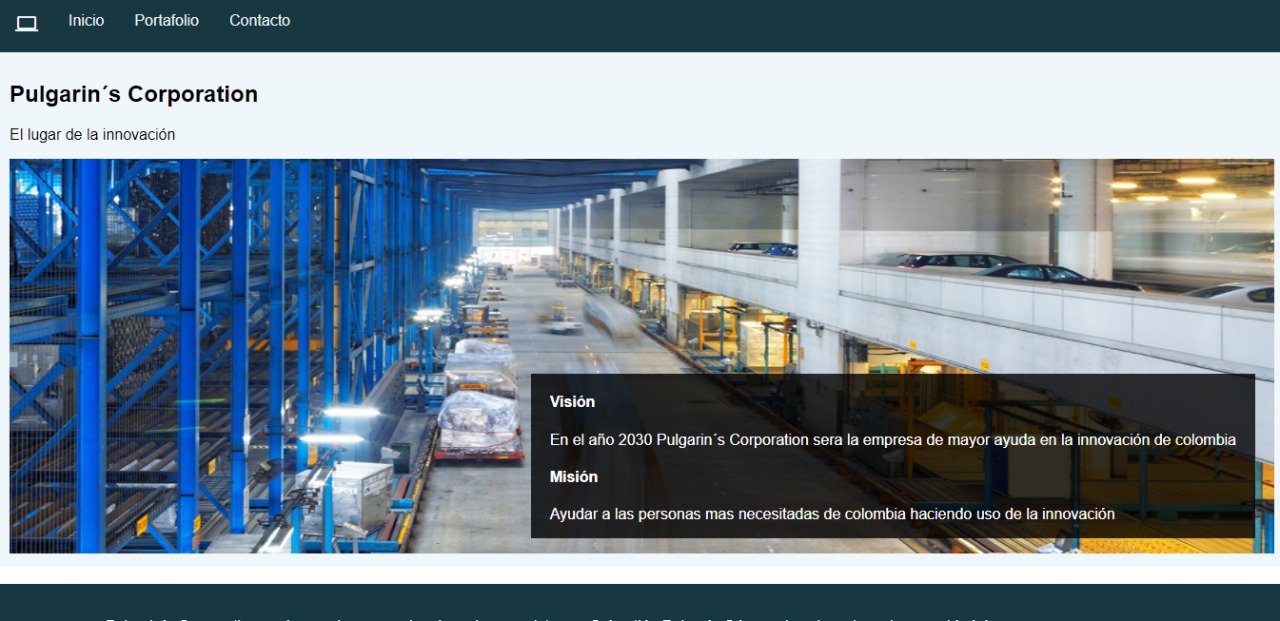 Inicio Portafolio Contacto
Pulgarin´s Corporation
El lugar de la innovación
Visión
En el año 2030 Pulgarin´s Corporation sera la empresa de mayor ayuda en la innovación de colombia
Misión
Ayudar a las personas mas necesitadas de colombia haciendo uso de la innovación